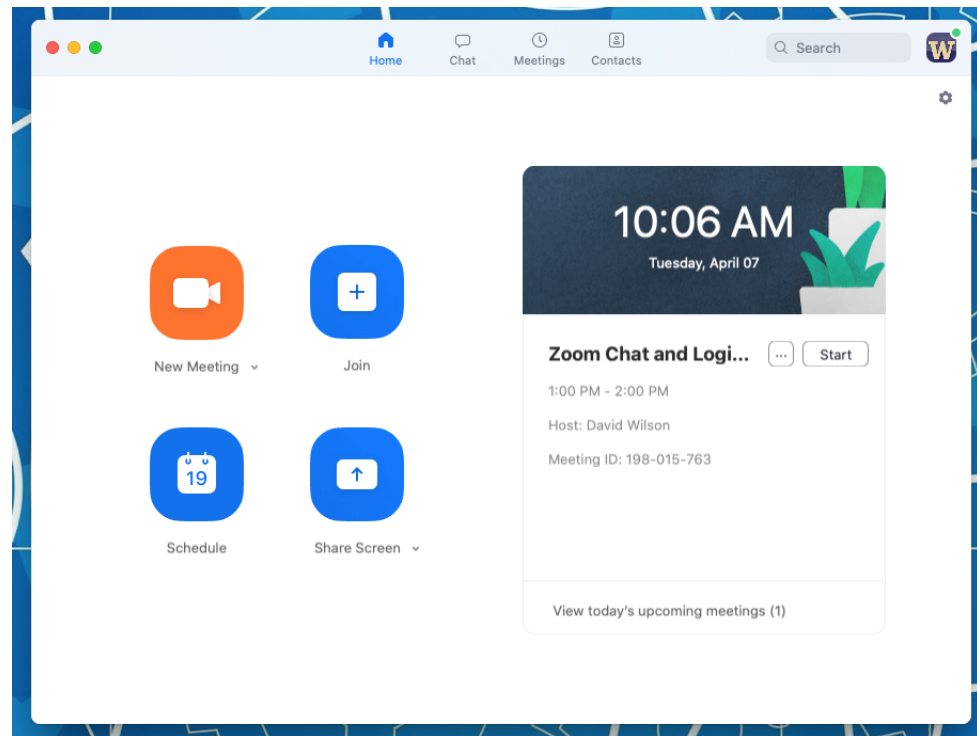 Home
Chat
Meetings
Contacts
Search
W
10:06 AM
Tuesday, April 07
New Meeting
Join
Zoom Chat and Logi...
...
Start
1:00 PM - 2:00 PM
Host: David Wilson
Meeting ID: 198-015-763
19
Schedule
Share Screen
View today's upcoming meetings (1)